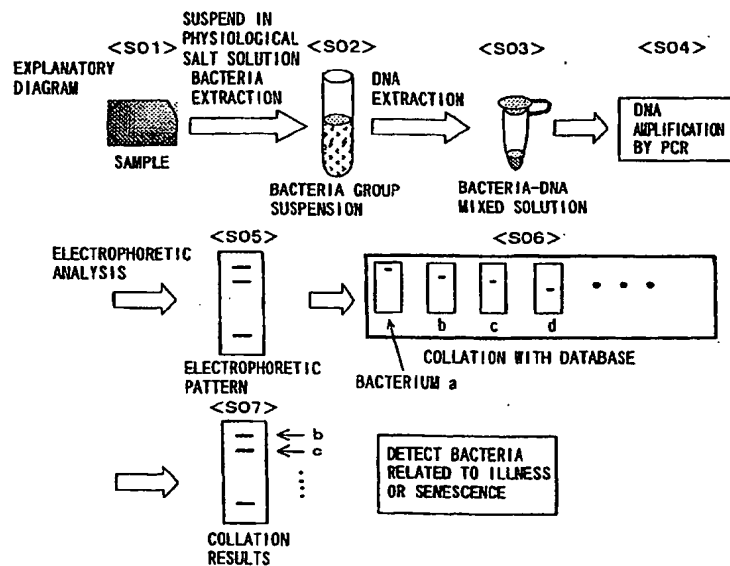 EXPLANATORY
DIAGRAM
<S01>
SAMPLE
SUSPEND IN
PHYSIOLOGICAL
SALT SOLUTION
BACTERIA
EXTRACTION
<S02>
BACTERIA GROUP
SUSPENSION
DNA
EXTRACTION
<S03>
BACTERIA-DNA
MIXED SOLUTION
<S04>
DNA
AMPLIFICATION
BY PCR
ELECTROPHORETIC
ANALYSIS
<S05>
ELECTROPHORETIC
PATTERN
<S06>
b c d
COLLATION WITH DATABASE
BACTERIUM a
<S07>
b
c
COLLATION
RESULTS
DETECT BACTERIA
RELATED TO ILLNESS
OR SENESCENCE